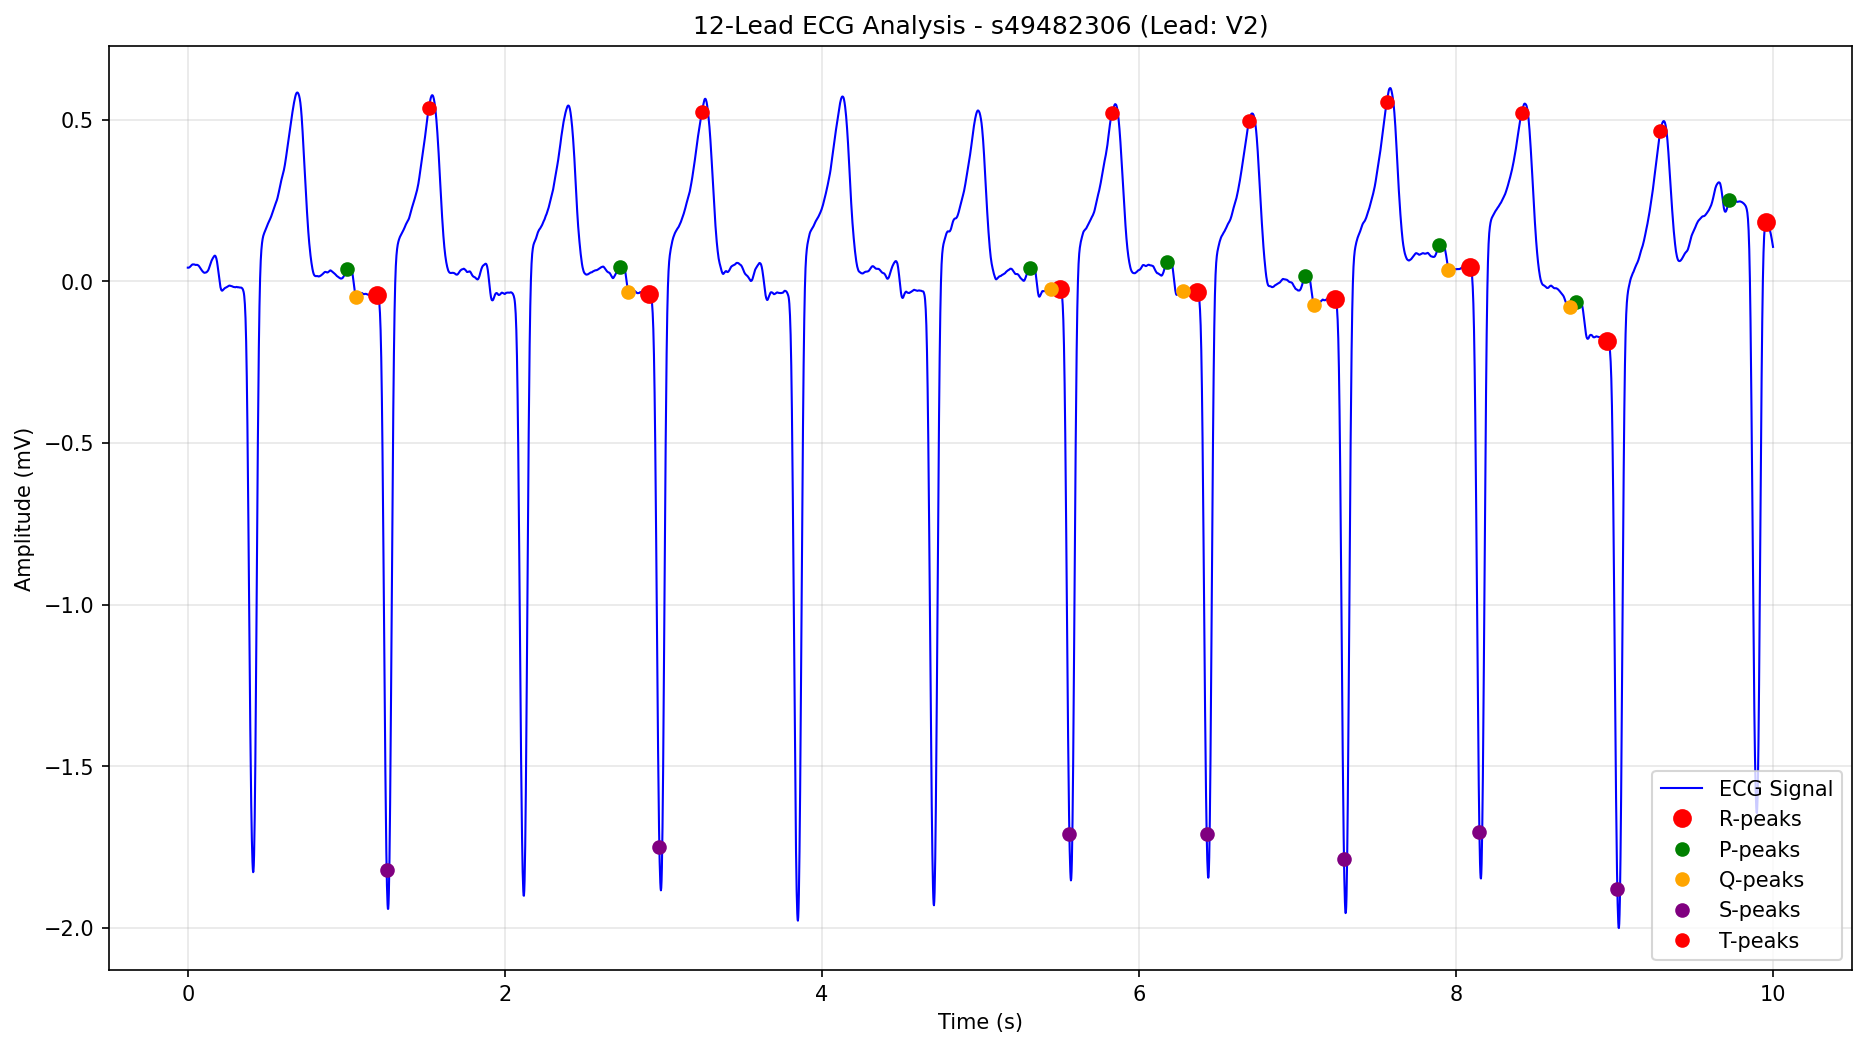 12-Lead ECG Analysis - s49482306 (Lead: V2)
Amplitude (mV)
0.5
0.0
−0.5
−1.0
−1.5
−2.0
0 2 4 6 8 10
Time (s)
ECG Signal
R-peaks
P-peaks
Q-peaks
S-peaks
T-peaks